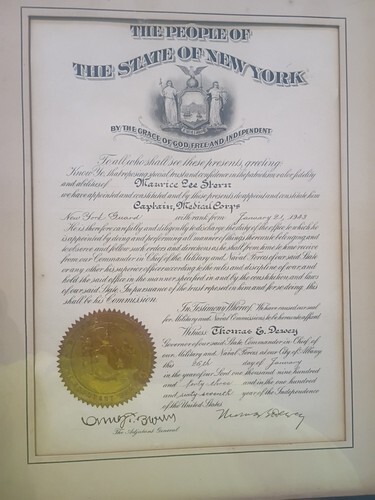 THE PEOPLE OF
THE STATE OF NEW YORK
BY THE GRACE OF GOD, FREE AND INDEPENDENT
To all who shall see these presents, greeting:
Know Ye, that reposing special trust and confidence in the patriotism, valor, fidelity
and abilities of Maurice Lee Stern
we have appointed and constituted and by these presents do appoint and constitute him
Captain, Medical Corps
New York Guard, with rank from January 21, 1943
He is therefore carefully and diligently to discharge the duty of the office to which he
is appointed by doing and performing all manner of things thereunto belonging and
to observe and follow such orders and directions as he shall from time to time receive
from our Commander in Chief of the Military and Naval Forces of our said State
or any other his superior officer according to the rules and discipline of war, and
hold the said office in the manner specified in and by the constitution and laws
of our said State. In pursuance of the trust reposed in him and for so doing this
shall be his Commission.
In Testimony Whereof, We have caused our seal
for Military and Naval Commissions to be hereunto affixed
Witness Thomas E. Dewey
Governor of our said State Commander in Chief of
our Military and Naval Forces at our City of Albany
this day of January
in the year of our Lord one thousand nine hundred
and forty-three and in the one hundred
and sixty-seventh year of the Independence
of the United States.
Thomas E Dewey
The Adjutant General